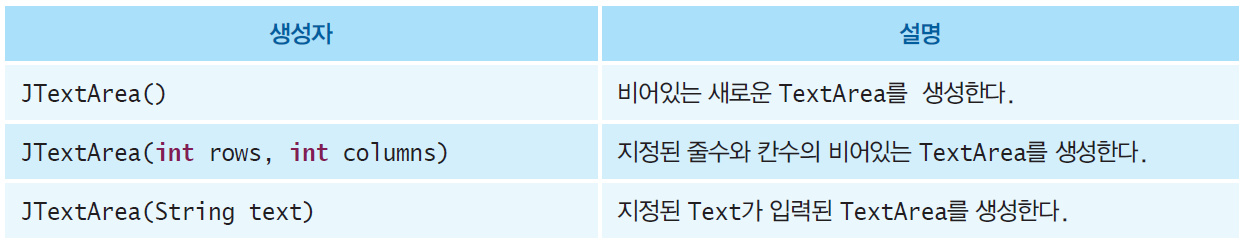 생성자 설명
JTextArea() 비어있는 새로운 TextArea를 생성한다.
JTextArea(int rows, int columns) 지정된 줄수와 칸수의 비어있는 TextArea를 생성한다.
JTextArea(String text) 지정된 Text가 입력된 TextArea를 생성한다.